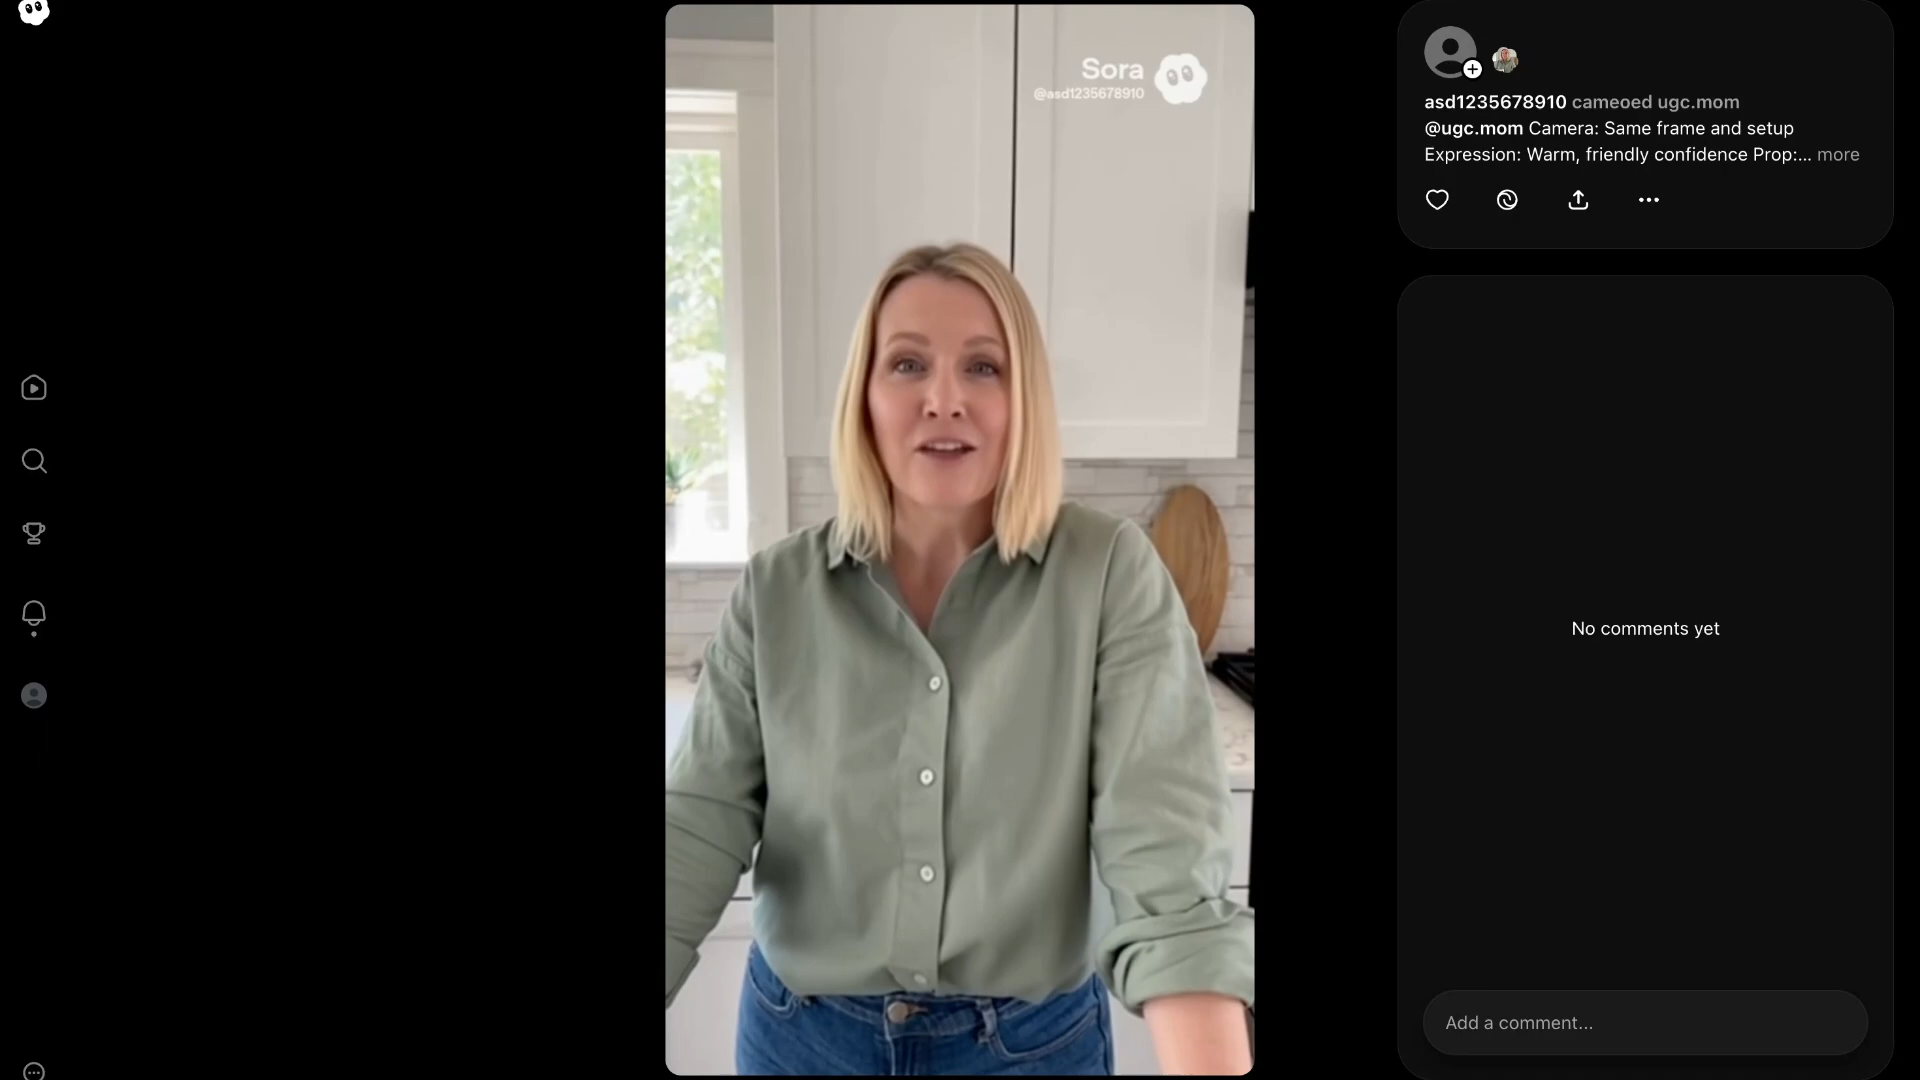 Sora
@asd1235678910
asd1235678910 cameoed ugc.mom
@ugc.mom Camera: Same frame and setup
Expression: Warm, friendly confidence Prop:... more
No comments yet
Add a comment...